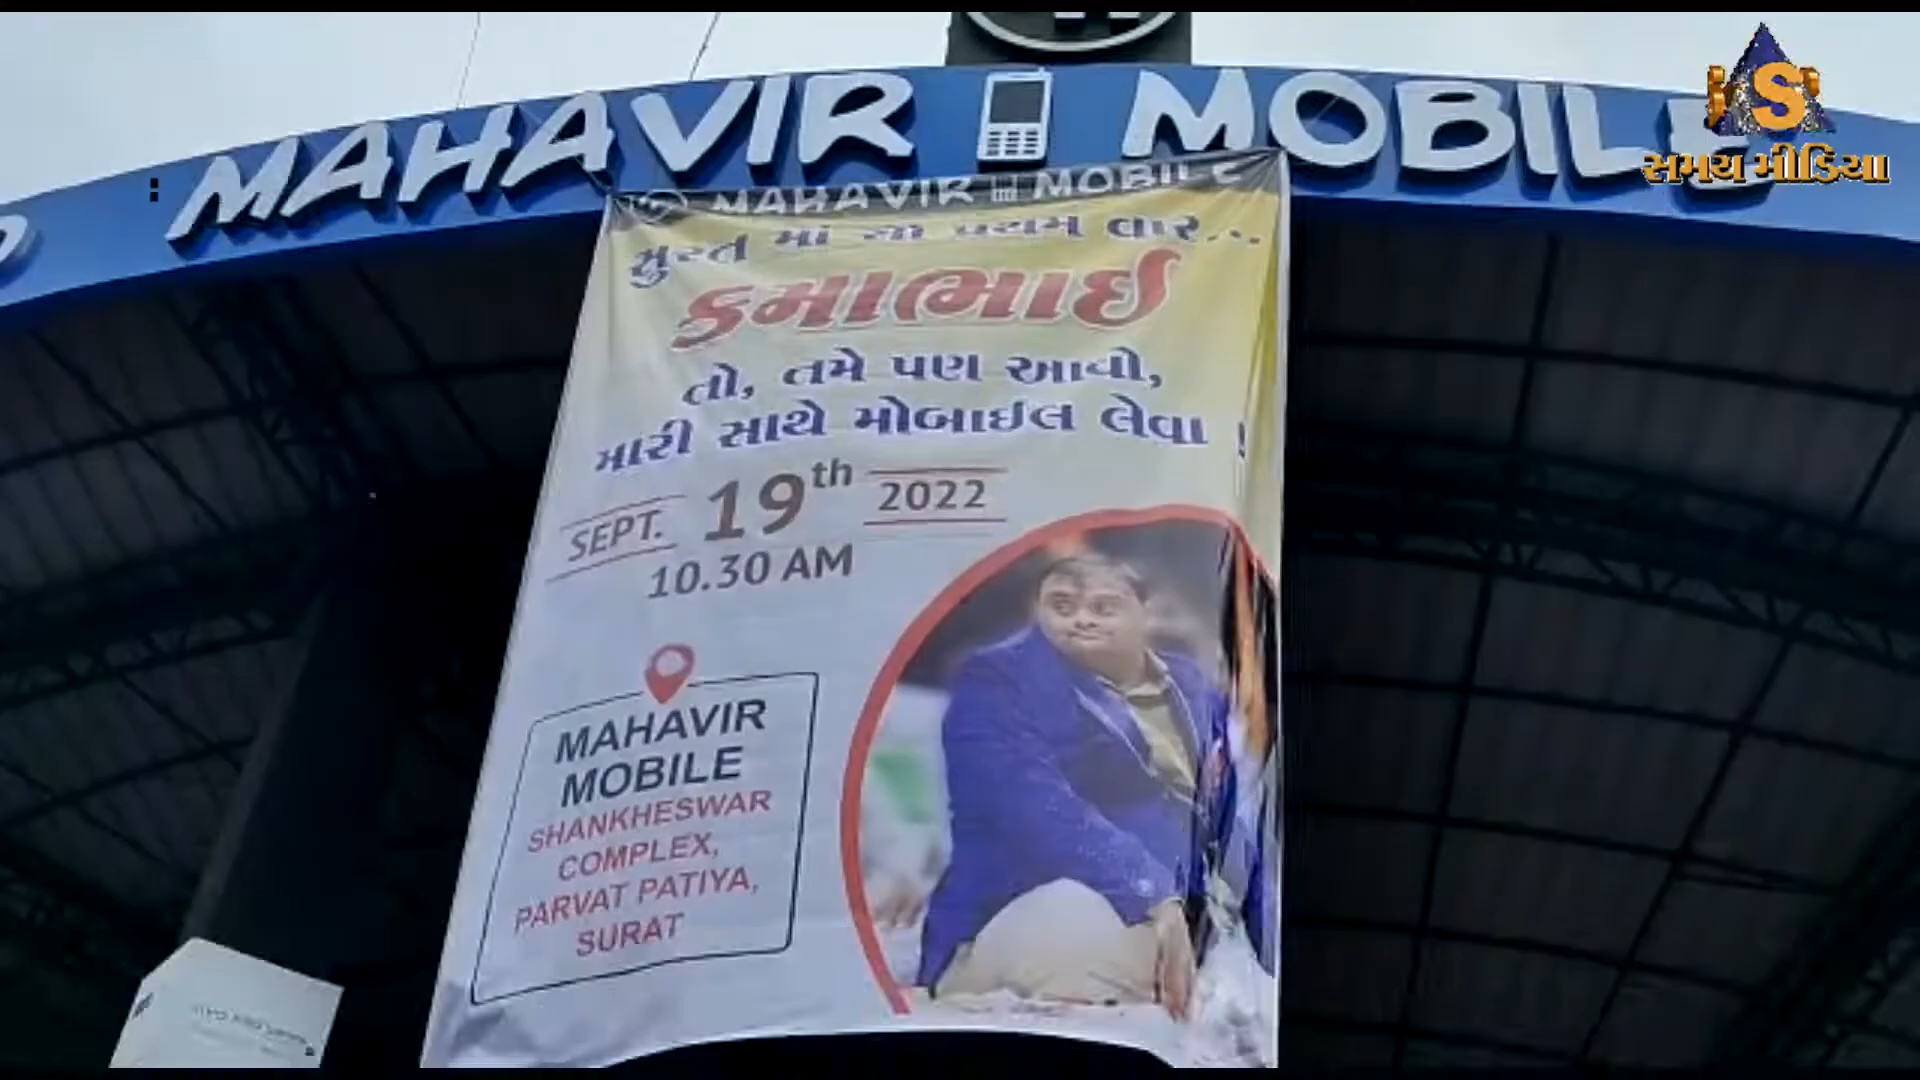 MAHAVIR MOBILE
S
સમય મીડિયા
MAHAVIR MOBILE
સુરત માં સૌ પ્રથમ વાર...
કમાભાઈ
તો, તમે પણ આવો,
મારી સાથે મોબાઈલ લેવા !
SEPT. 19th 2022
10.30 AM
MAHAVIR
MOBILE
SHANKHESWAR
COMPLEX,
PARVAT PATIYA,
SURAT